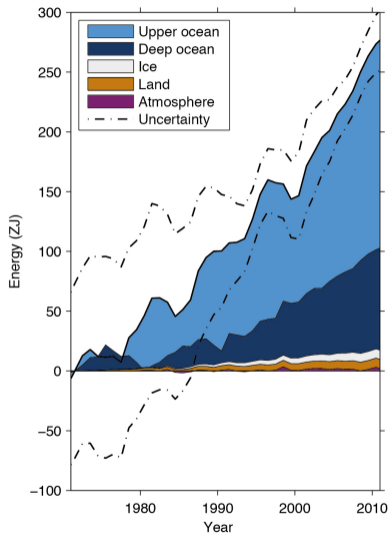 300
250
200
150
100
50
0
−50
−100
Energy (ZJ)
Upper ocean
Deep ocean
Ice
Land
Atmosphere
Uncertainty
1980
1990
2000
2010
Year